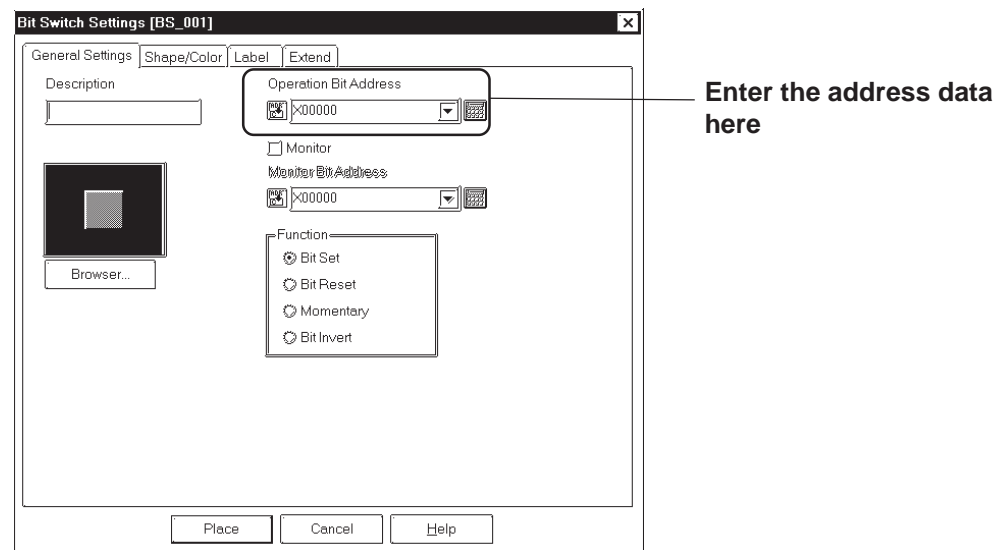 Bit Switch Settings [BS_001]
General Settings Shape/Color Label Extend
Description
Operation Bit Address
X00000
Enter the address data
here
Monitor
Monitor Bit Address
X00000
Browser...
Function
Bit Set
Bit Reset
Momentary
Bit Invert
Place Cancel Help